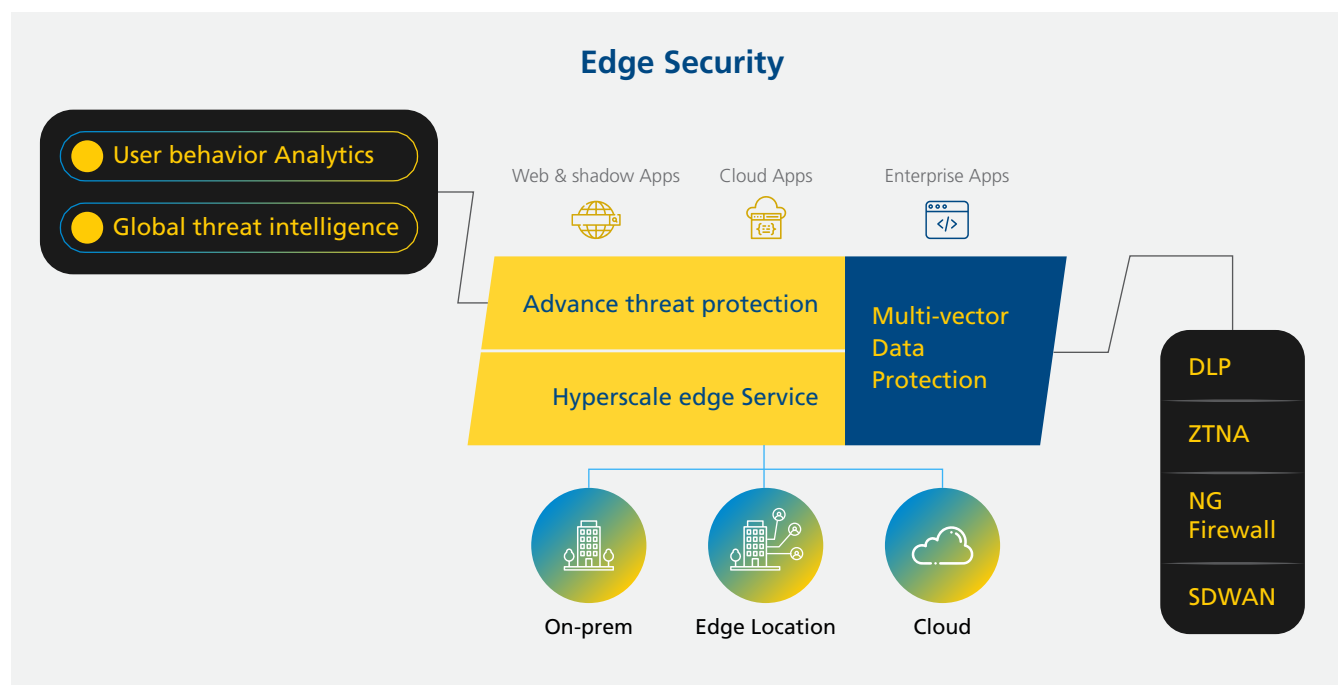 Edge Security
User behavior Analytics
Global threat intelligence
Web & shadow Apps
Cloud Apps
Enterprise Apps
</>
{=}
Advance threat protection
Hyperscale edge Service
Multi-vector
Data
Protection
DLP
ZTNA
NG
Firewall
SDWAN
On-prem
Edge Location
Cloud